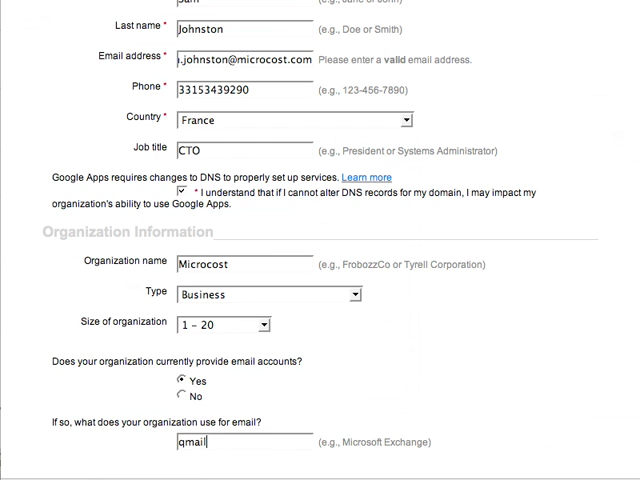 Last name * Johnston (e.g., Doe or Smith)
Email address * .johnston@microcost.com Please enter a valid email address.
Phone * 33153439290 (e.g., 123-456-7890)
Country * France
Job title CTO (e.g., President or Systems Administrator)
Google Apps requires changes to DNS to properly set up services. Learn more
* I understand that if I cannot alter DNS records for my domain, I may impact my
organization's ability to use Google Apps.
Organization Information
Organization name Microcost (e.g., FrobozzCo or Tyrell Corporation)
Type Business
Size of organization 1 - 20
Does your organization currently provide email accounts?
Yes
No
If so, what does your organization use for email?
qmail (e.g., Microsoft Exchange)